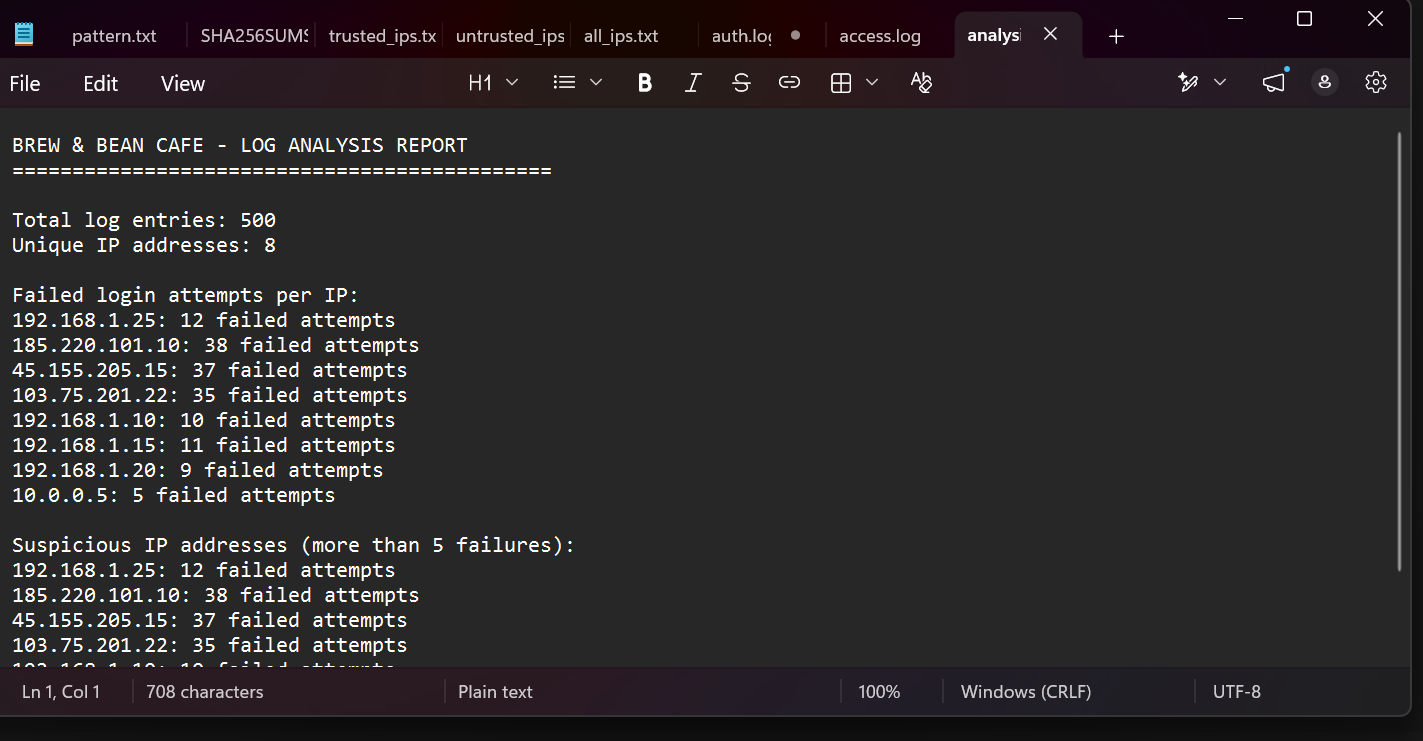 pattern.txt SHA256SUMS trusted_ips.tx untrusted_ips all_ips.txt auth.log access.log analysi
File Edit View H1 B I S
BREW & BEAN CAFE - LOG ANALYSIS REPORT
=============================================
Total log entries: 500
Unique IP addresses: 8
Failed login attempts per IP:
192.168.1.25: 12 failed attempts
185.220.101.10: 38 failed attempts
45.155.205.15: 37 failed attempts
103.75.201.22: 35 failed attempts
192.168.1.10: 10 failed attempts
192.168.1.15: 11 failed attempts
192.168.1.20: 9 failed attempts
10.0.0.5: 5 failed attempts
Suspicious IP addresses (more than 5 failures):
192.168.1.25: 12 failed attempts
185.220.101.10: 38 failed attempts
45.155.205.15: 37 failed attempts
103.75.201.22: 35 failed attempts
192.168.1.10: 10 failed attempts
Ln 1, Col 1 708 characters Plain text 100% Windows (CRLF) UTF-8